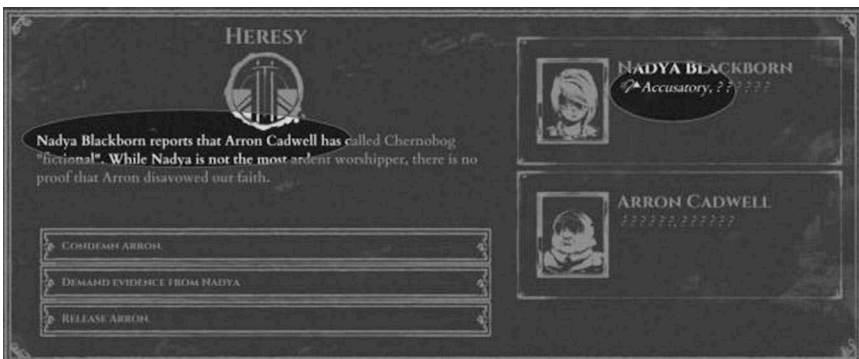 HERESY
Nadya Blackborn reports that Arron Cadwell has called Chernobog
"fictional". While Nadya is not the most ardent worshipper, there is no
proof that Arron disavowed our faith.
CONDEMN ARRON.
DEMAND EVIDENCE FROM NADYA
RELEASE ARRON.
NADYA BLACKBORN
Accusatory, ??????
ARRON CADWELL
??????, ??????